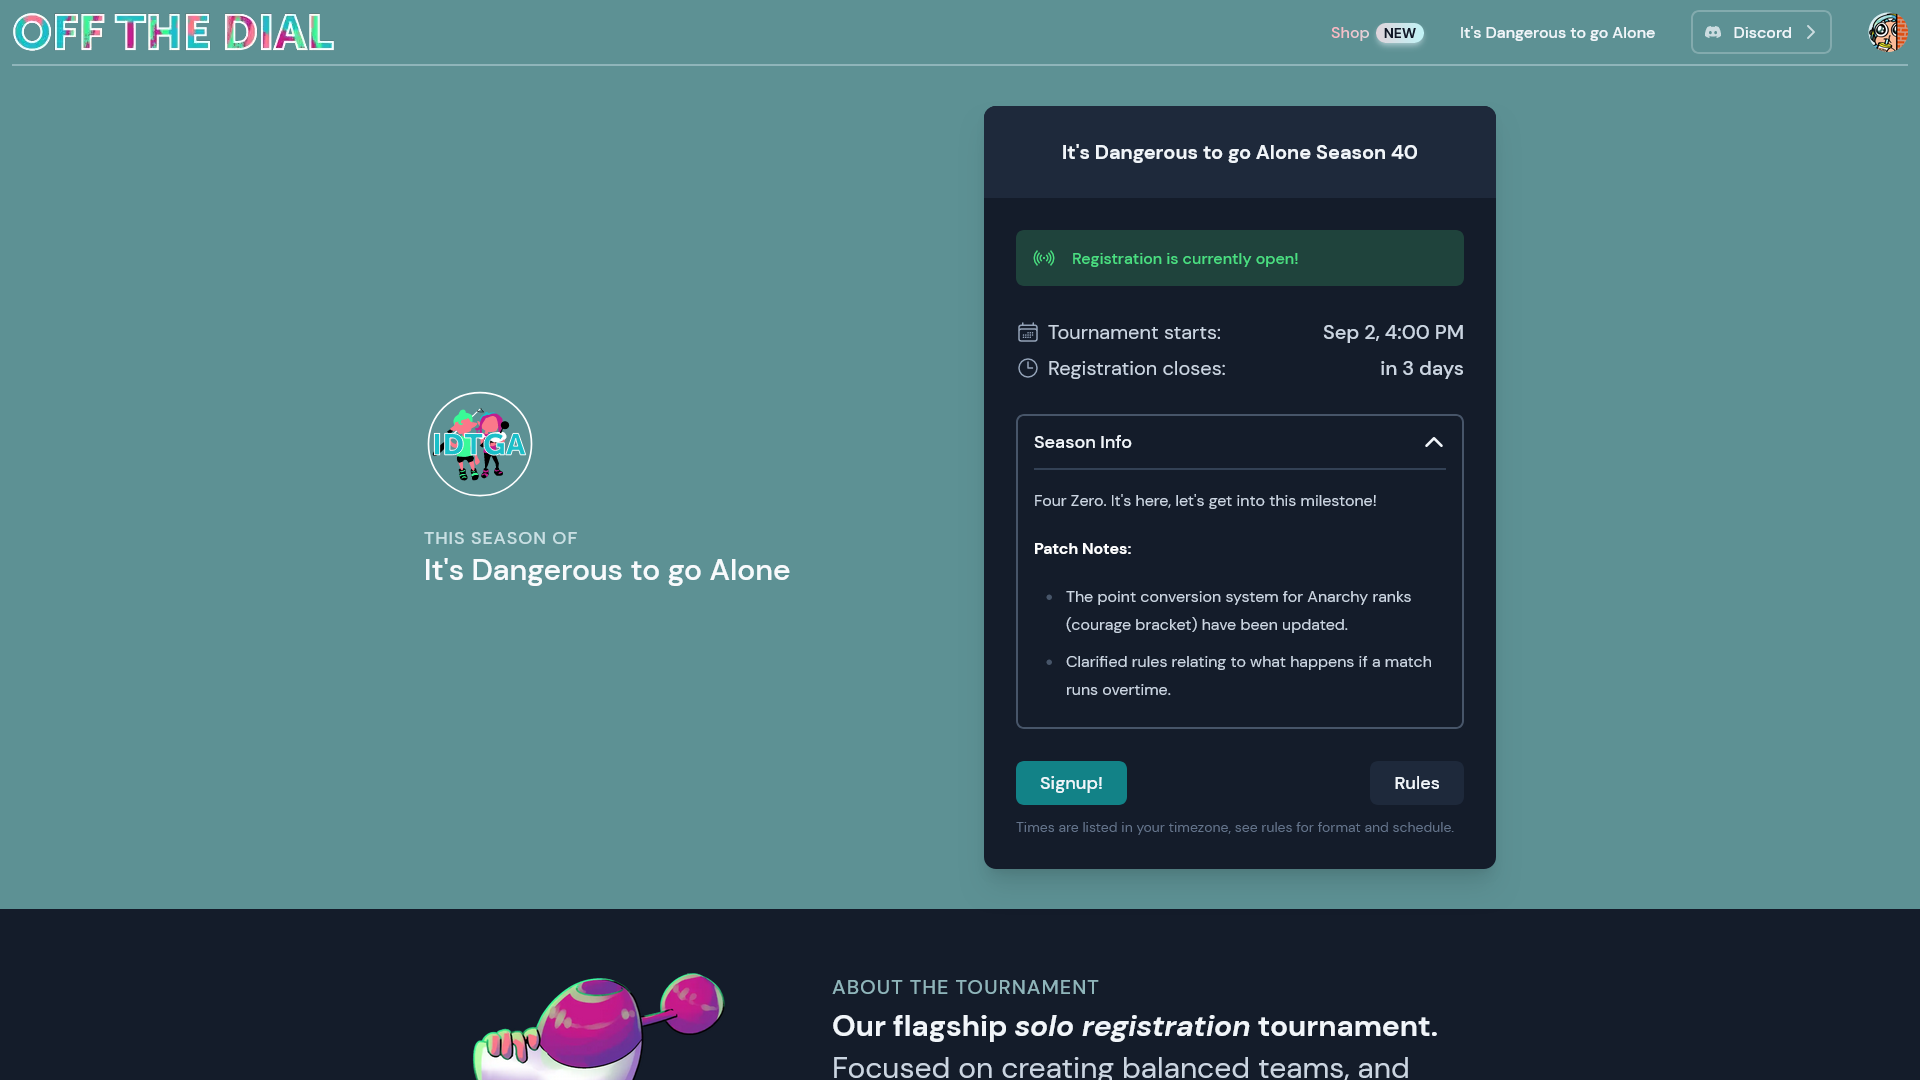 OFF THE DIAL
Shop NEW
It's Dangerous to go Alone
Discord
It's Dangerous to go Alone Season 40
Registration is currently open!
Tournament starts: Sep 2, 4:00 PM
Registration closes: in 3 days
Season Info
Four Zero. It's here, let's get into this milestone!
Patch Notes:
The point conversion system for Anarchy ranks
(courage bracket) have been updated.
Clarified rules relating to what happens if a match
runs overtime.
Signup!
Rules
Times are listed in your timezone, see rules for format and schedule.
IDTGA
THIS SEASON OF
It's Dangerous to go Alone
ABOUT THE TOURNAMENT
Our flagship solo registration tournament.
Focused on creating balanced teams, and